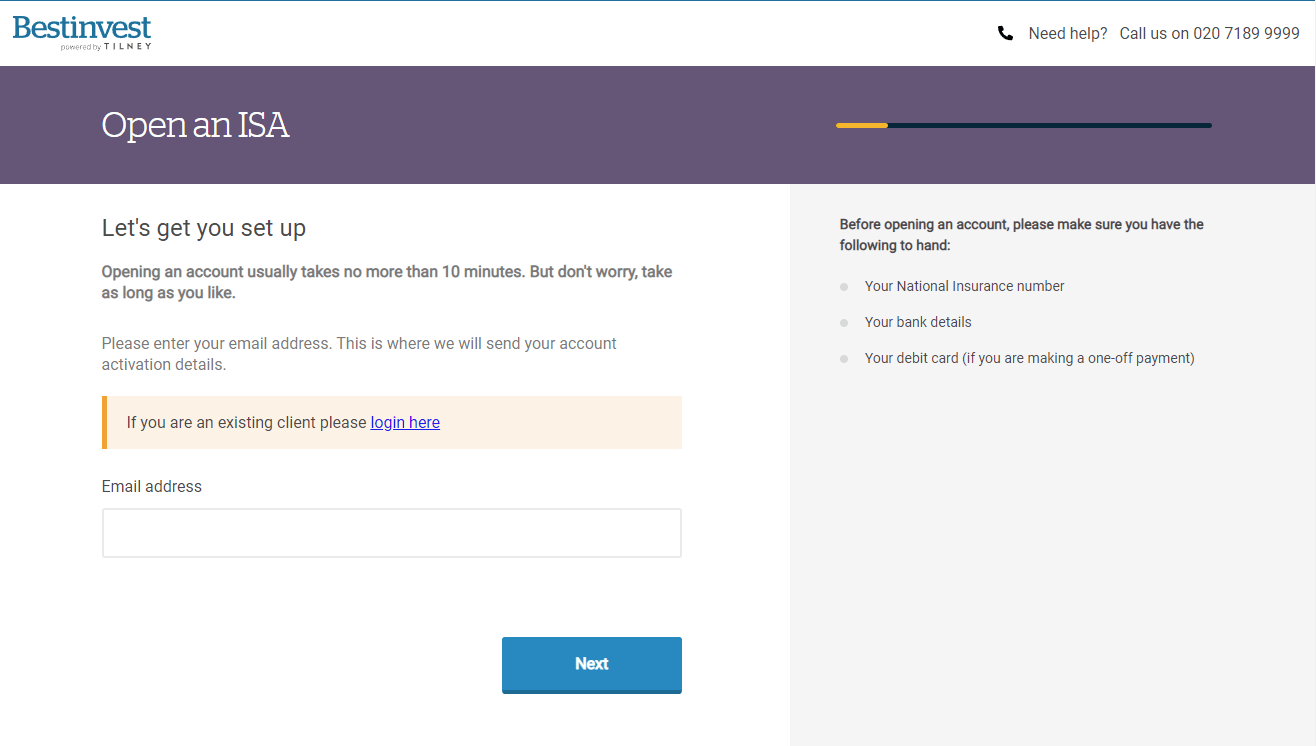 Bestinvest
powered by TILNEY
Need help? Call us on 020 7189 9999
Open an ISA
Let's get you set up
Opening an account usually takes no more than 10 minutes. But don't worry, take
as long as you like.
Please enter your email address. This is where we will send your account
activation details.
If you are an existing client please login here
Email address
Next
Before opening an account, please make sure you have the
following to hand:
Your National Insurance number
Your bank details
Your debit card (if you are making a one-off payment)